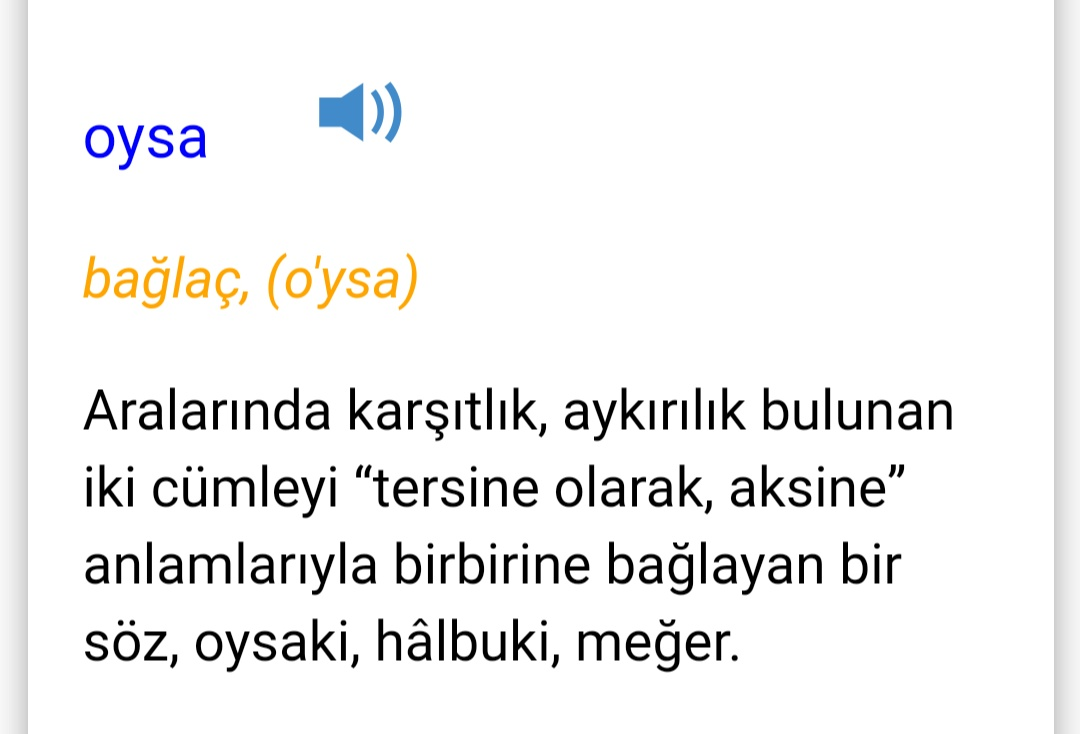 oysa
bağlaç, (o'ysa)
Aralarında karşıtlık, aykırılık bulunan
iki cümleyi “tersine olarak, aksine”
anlamlarıyla birbirine bağlayan bir
söz, oysaki, hâlbuki, meğer.